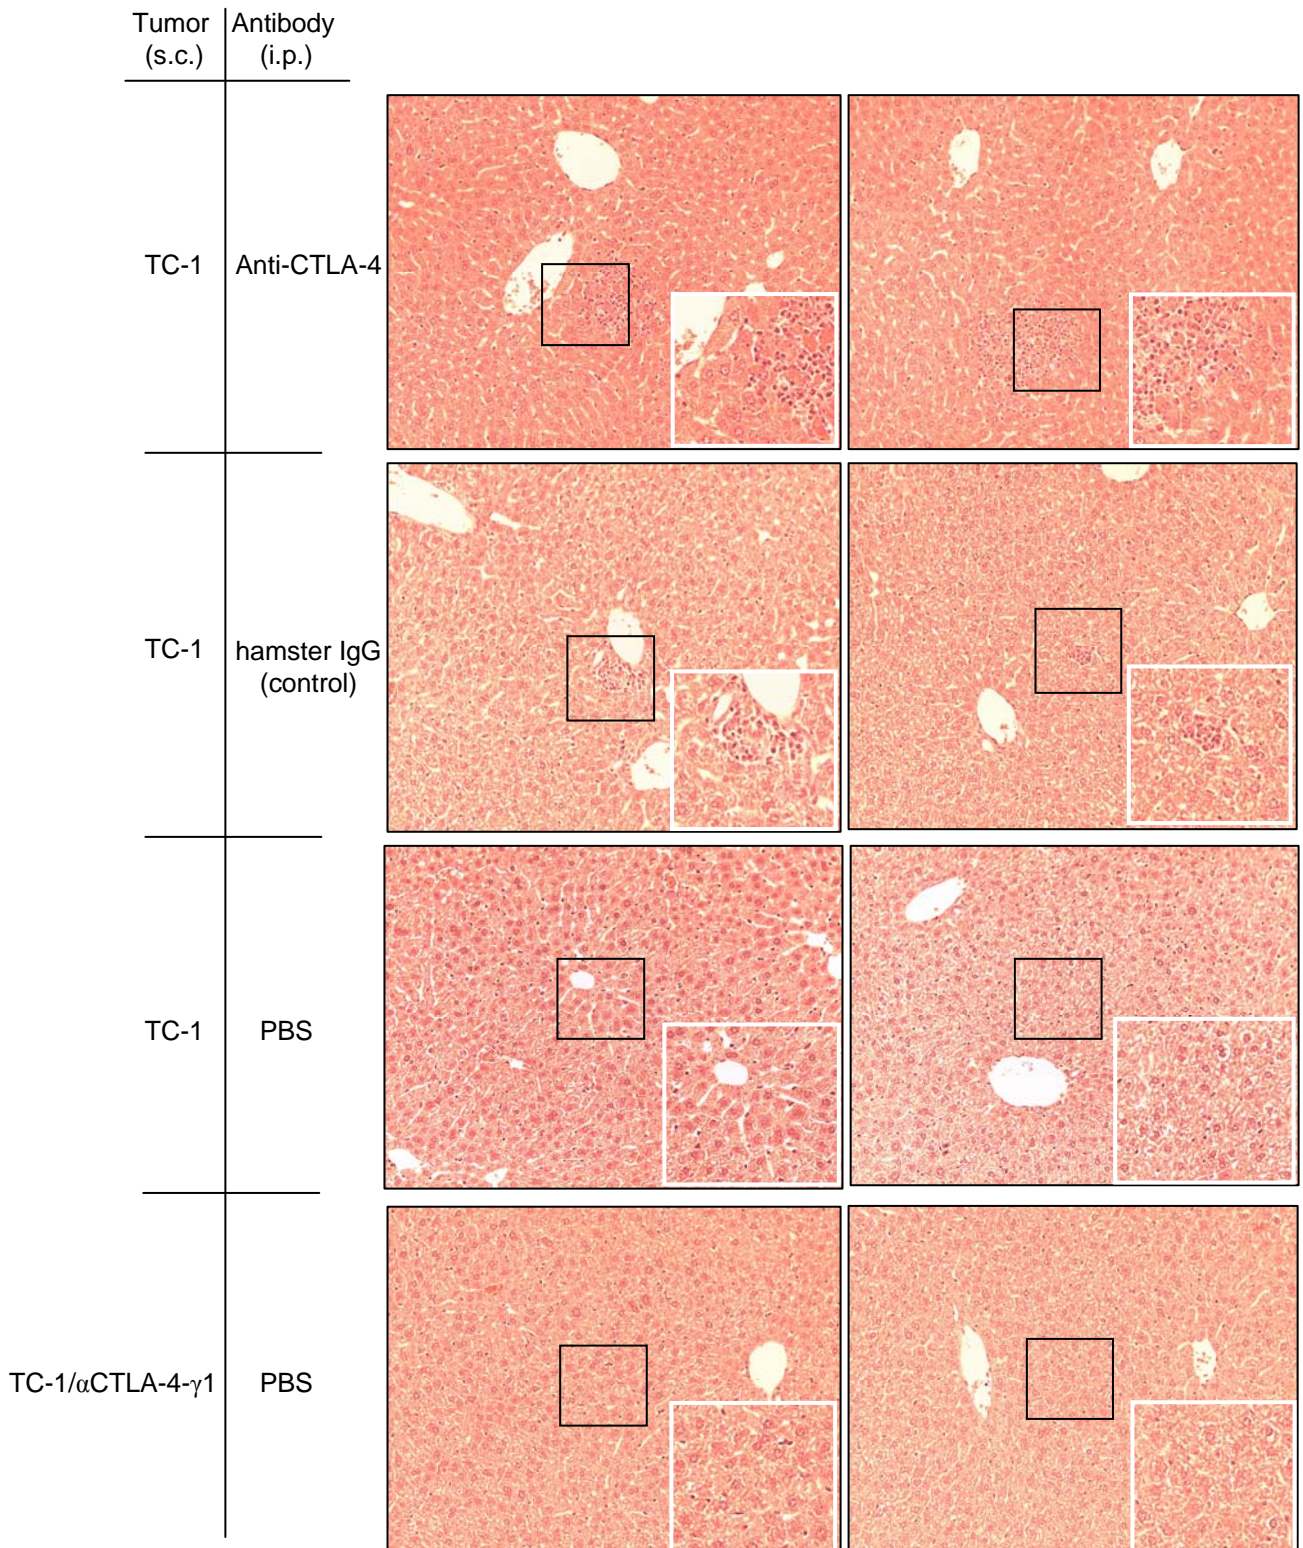 Tumor
(s.c.)
Antibody
(i.p.)
TC-1
Anti-CTLA-4
TC-1
hamster IgG
(control)
TC-1
PBS
TC-1/αCTLA-4-γ1
PBS